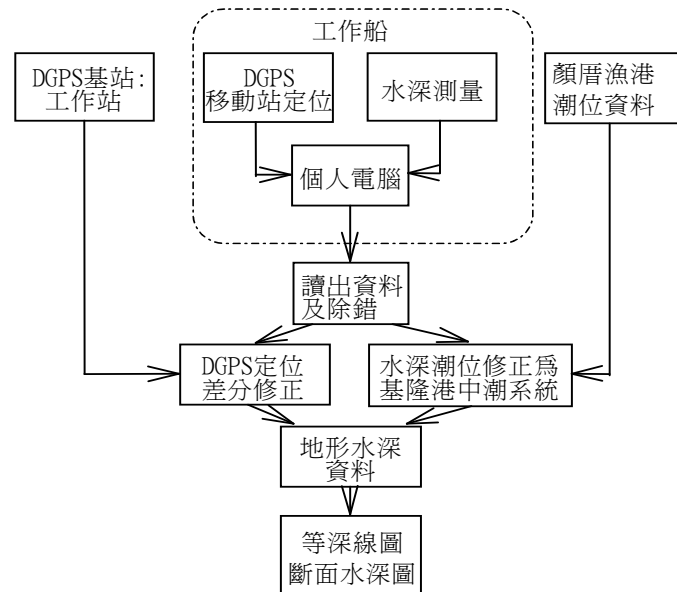 工作船
DGPS基站:
工作站
DGPS
移動站定位
水深測量
顏厝漁港
潮位資料
個人電腦
讀出資料
及除錯
DGPS定位
差分修正
水深潮位修正爲
基隆港中潮系統
地形水深
資料
等深線圖
斷面水深圖